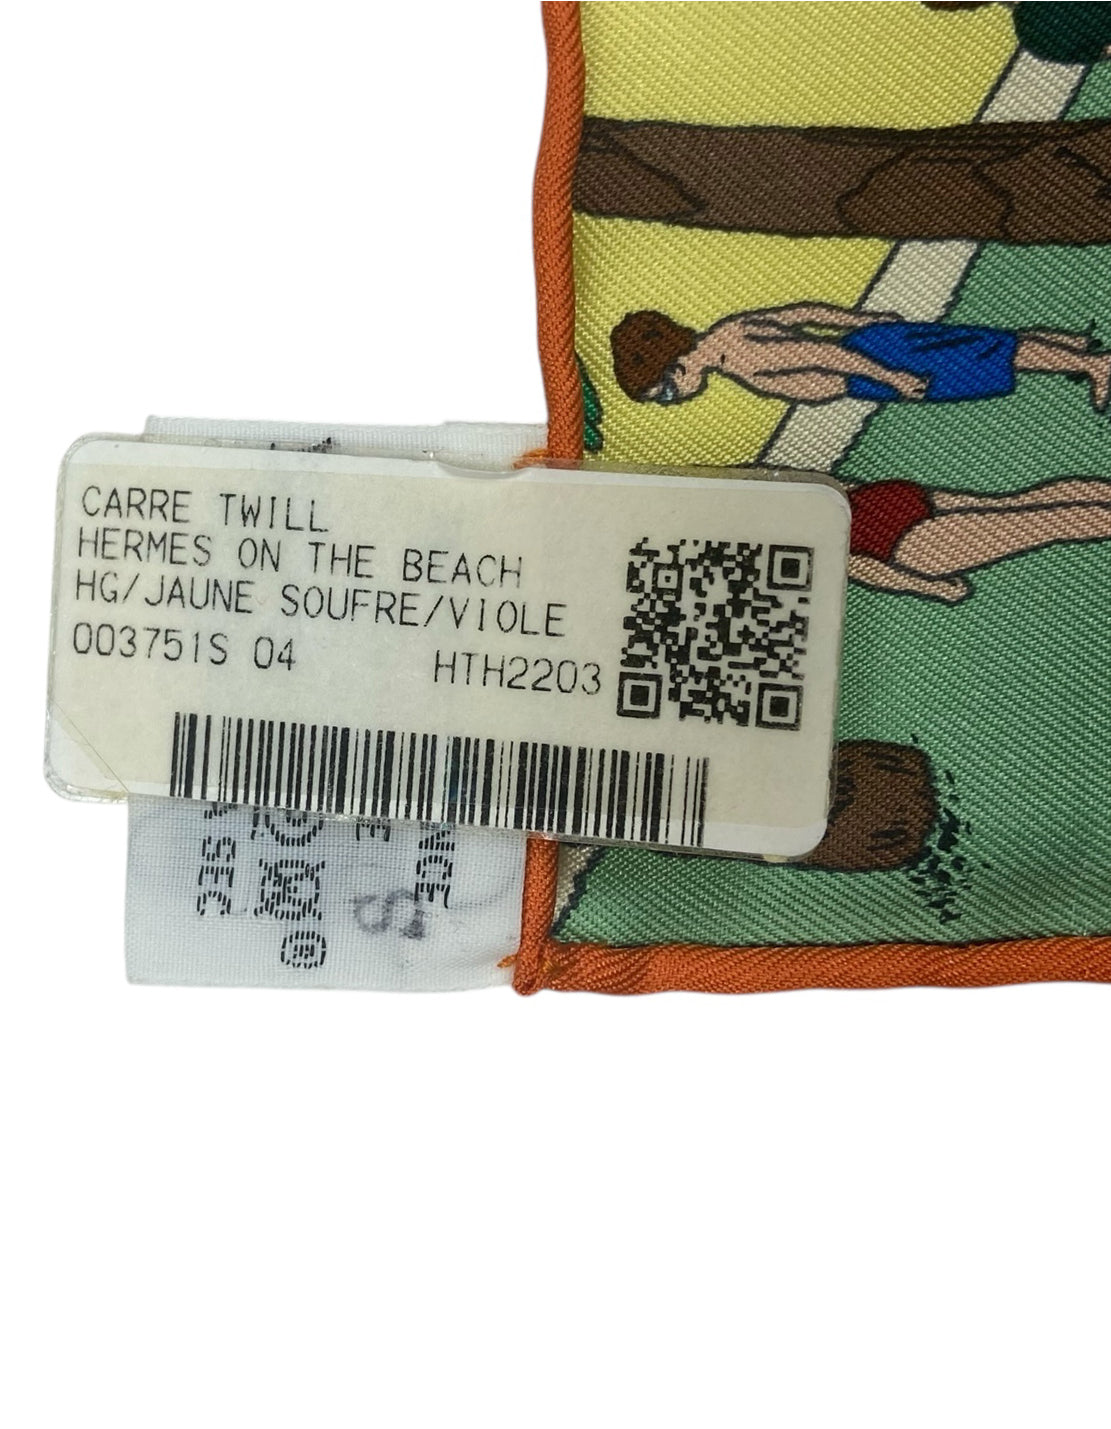 CARRE TWILL
HERMES ON THE BEACH
HG/JAUNE SOUFRE/VIOLE
003751S 04 HTH2203
S